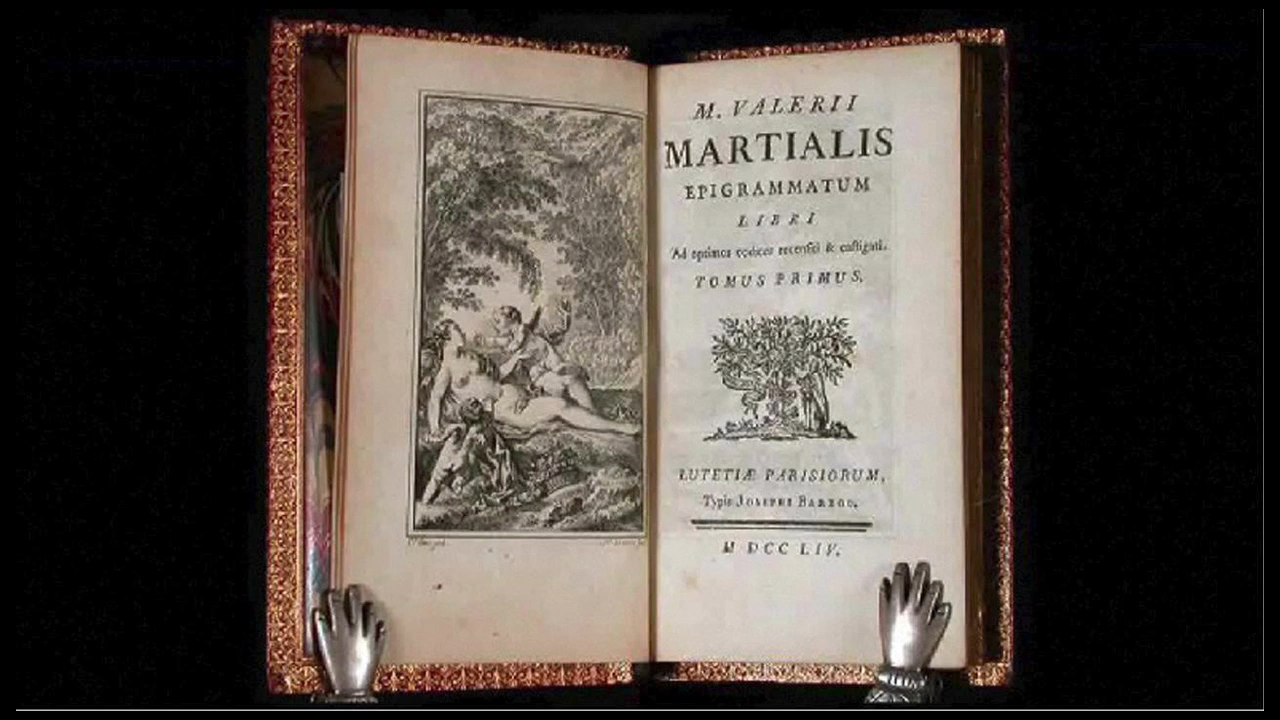 M. VALERII
MARTIALIS
EPIGRAMMATUM
LIBRI
Ad optimos codices recensiti & castigati.
TOMUS PRIMUS.
LUTETIÆ PARISIORUM,
Typis JOSEPHI BARBOU.
M DCC LIV.